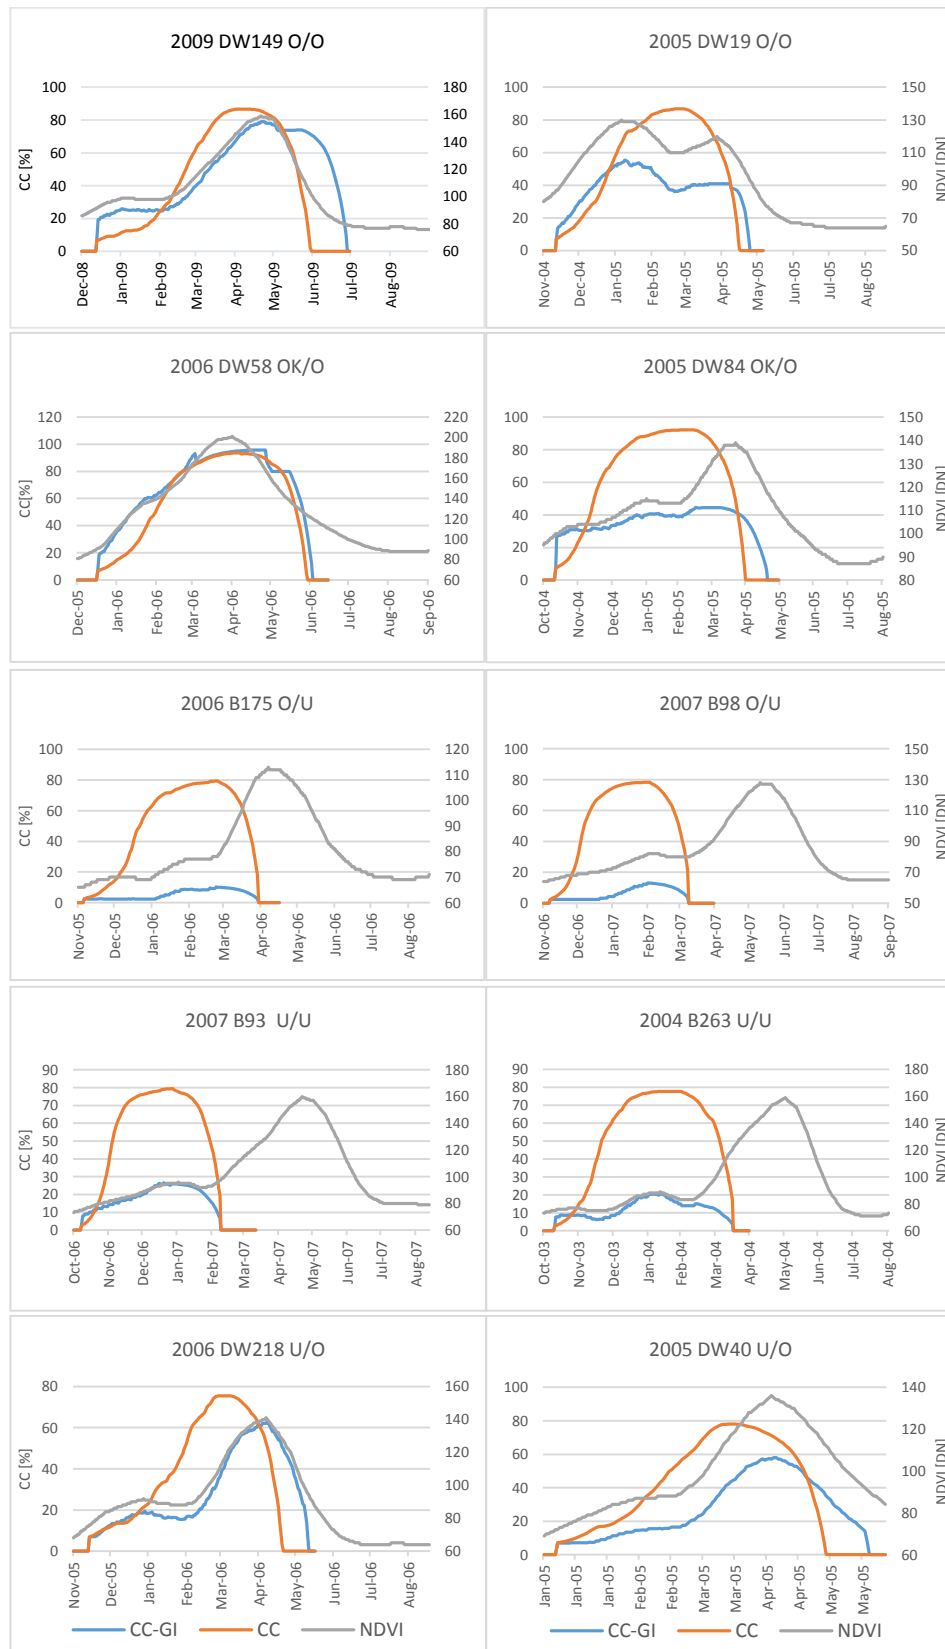 2009 DW149 O/O
CC [%]
100
80
60
40
20
0
180
160
140
120
100
80
60
Dec-08
Jan-09
Feb-09
Mar-09
Apr-09
May-09
Jun-09
Jul-09
Aug-09
2005 DW19 O/O
100
80
60
40
20
0
150
130
110
90
70
50
NDVI [DN]
Nov-04
Dec-04
Jan-05
Feb-05
Mar-05
Apr-05
May-05
Jun-05
Jul-05
Aug-05
2006 DW58 OK/O
CC[%]
120
100
80
60
40
20
0
220
200
180
160
140
120
100
80
60
Dec-05
Jan-06
Feb-06
Mar-06
Apr-06
May-06
Jun-06
Jul-06
Aug-06
Sep-06
2005 DW84 OK/O
100
80
60
40
20
0
150
140
130
120
110
100
90
80
NDVI [DN]
Oct-04
Nov-04
Dec-04
Jan-05
Feb-05
Mar-05
Apr-05
May-05
Jun-05
Jul-05
Aug-05
2006 B175 O/U
CC [%]
100
80
60
40
20
0
120
110
100
90
80
70
60
Nov-05
Dec-05
Jan-06
Feb-06
Mar-06
Apr-06
May-06
Jun-06
Jul-06
Aug-06
2007 B98 O/U
100
80
60
40
20
0
150
130
110
90
70
50
NDVI [DN]
Nov-06
Dec-06
Jan-07
Feb-07
Mar-07
Apr-07
May-07
Jun-07
Jul-07
Aug-07
Sep-07
2007 B93 U/U
CC [%]
90
80
70
60
50
40
30
20
10
0
180
160
140
120
100
80
60
Oct-06
Nov-06
Dec-06
Jan-07
Feb-07
Mar-07
Apr-07
May-07
Jun-07
Jul-07
Aug-07
2004 B263 U/U
90
80
70
60
50
40
30
20
10
0
180
160
140
120
100
80
60
NDVI [DN]
Oct-03
Nov-03
Dec-03
Jan-04
Feb-04
Mar-04
Apr-04
May-04
Jun-04
Jul-04
Aug-04
2006 DW218 U/O
CC [%]
80
60
40
20
0
160
140
120
100
80
60
Nov-05
Dec-05
Jan-06
Feb-06
Mar-06
Apr-06
May-06
Jun-06
Jul-06
Aug-06
2005 DW40 U/O
100
80
60
40
20
0
140
120
100
80
60
NDVI [DN]
Jan-05
Jan-05
Jan-05
Feb-05
Feb-05
Mar-05
Mar-05
Apr-05
Apr-05
May-05
May-05
CC-GI
CC
NDVI
CC-GI
CC
NDVI